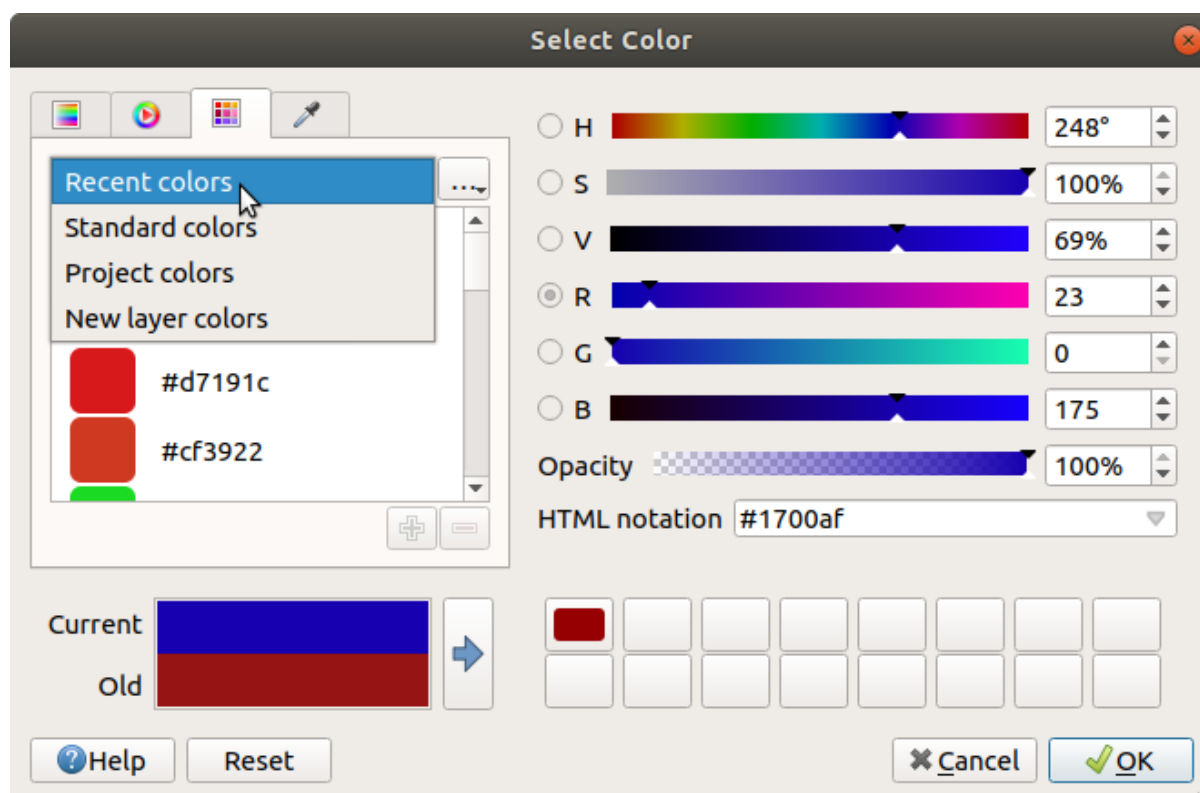 Select Color
Recent colors
...
Standard colors
Project colors
New layer colors
#d7191c
#cf3922
H 248°
S 100%
V 69%
R 23
G 0
B 175
Opacity 100%
HTML notation #1700af
Current
Old
?Help
Reset
Cancel
OK